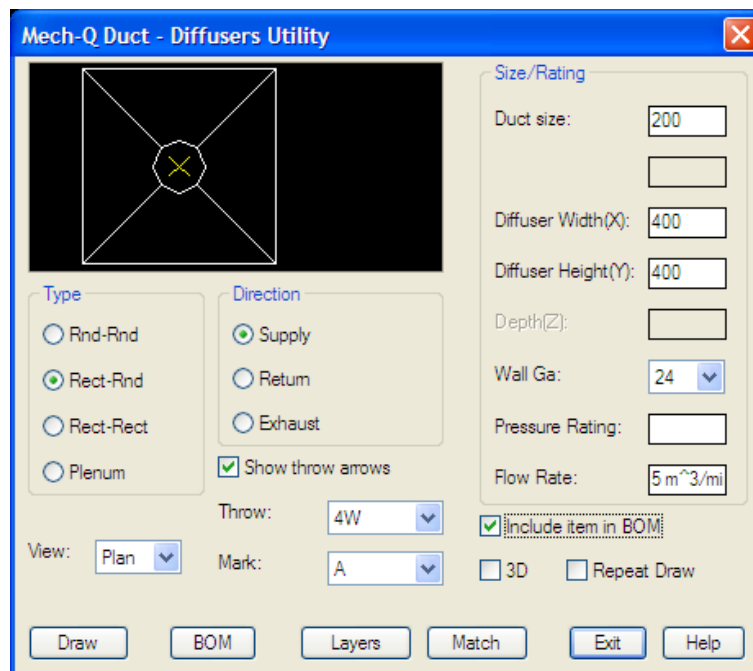 Mech-Q Duct - Diffusers Utility
Size/Rating
Duct size: 200
Diffuser Width(X): 400
Diffuser Height(Y): 400
Depth(Z):
Wall Ga: 24
Pressure Rating:
Flow Rate: 5 m^3/mi
Include item in BOM
3D Repeat Draw
Type
Rnd-Rnd
Rect-Rnd
Rect-Rect
Plenum
Direction
Supply
Return
Exhaust
Show throw arrows
Throw: 4W
View: Plan
Mark: A
Draw BOM Layers Match Exit Help